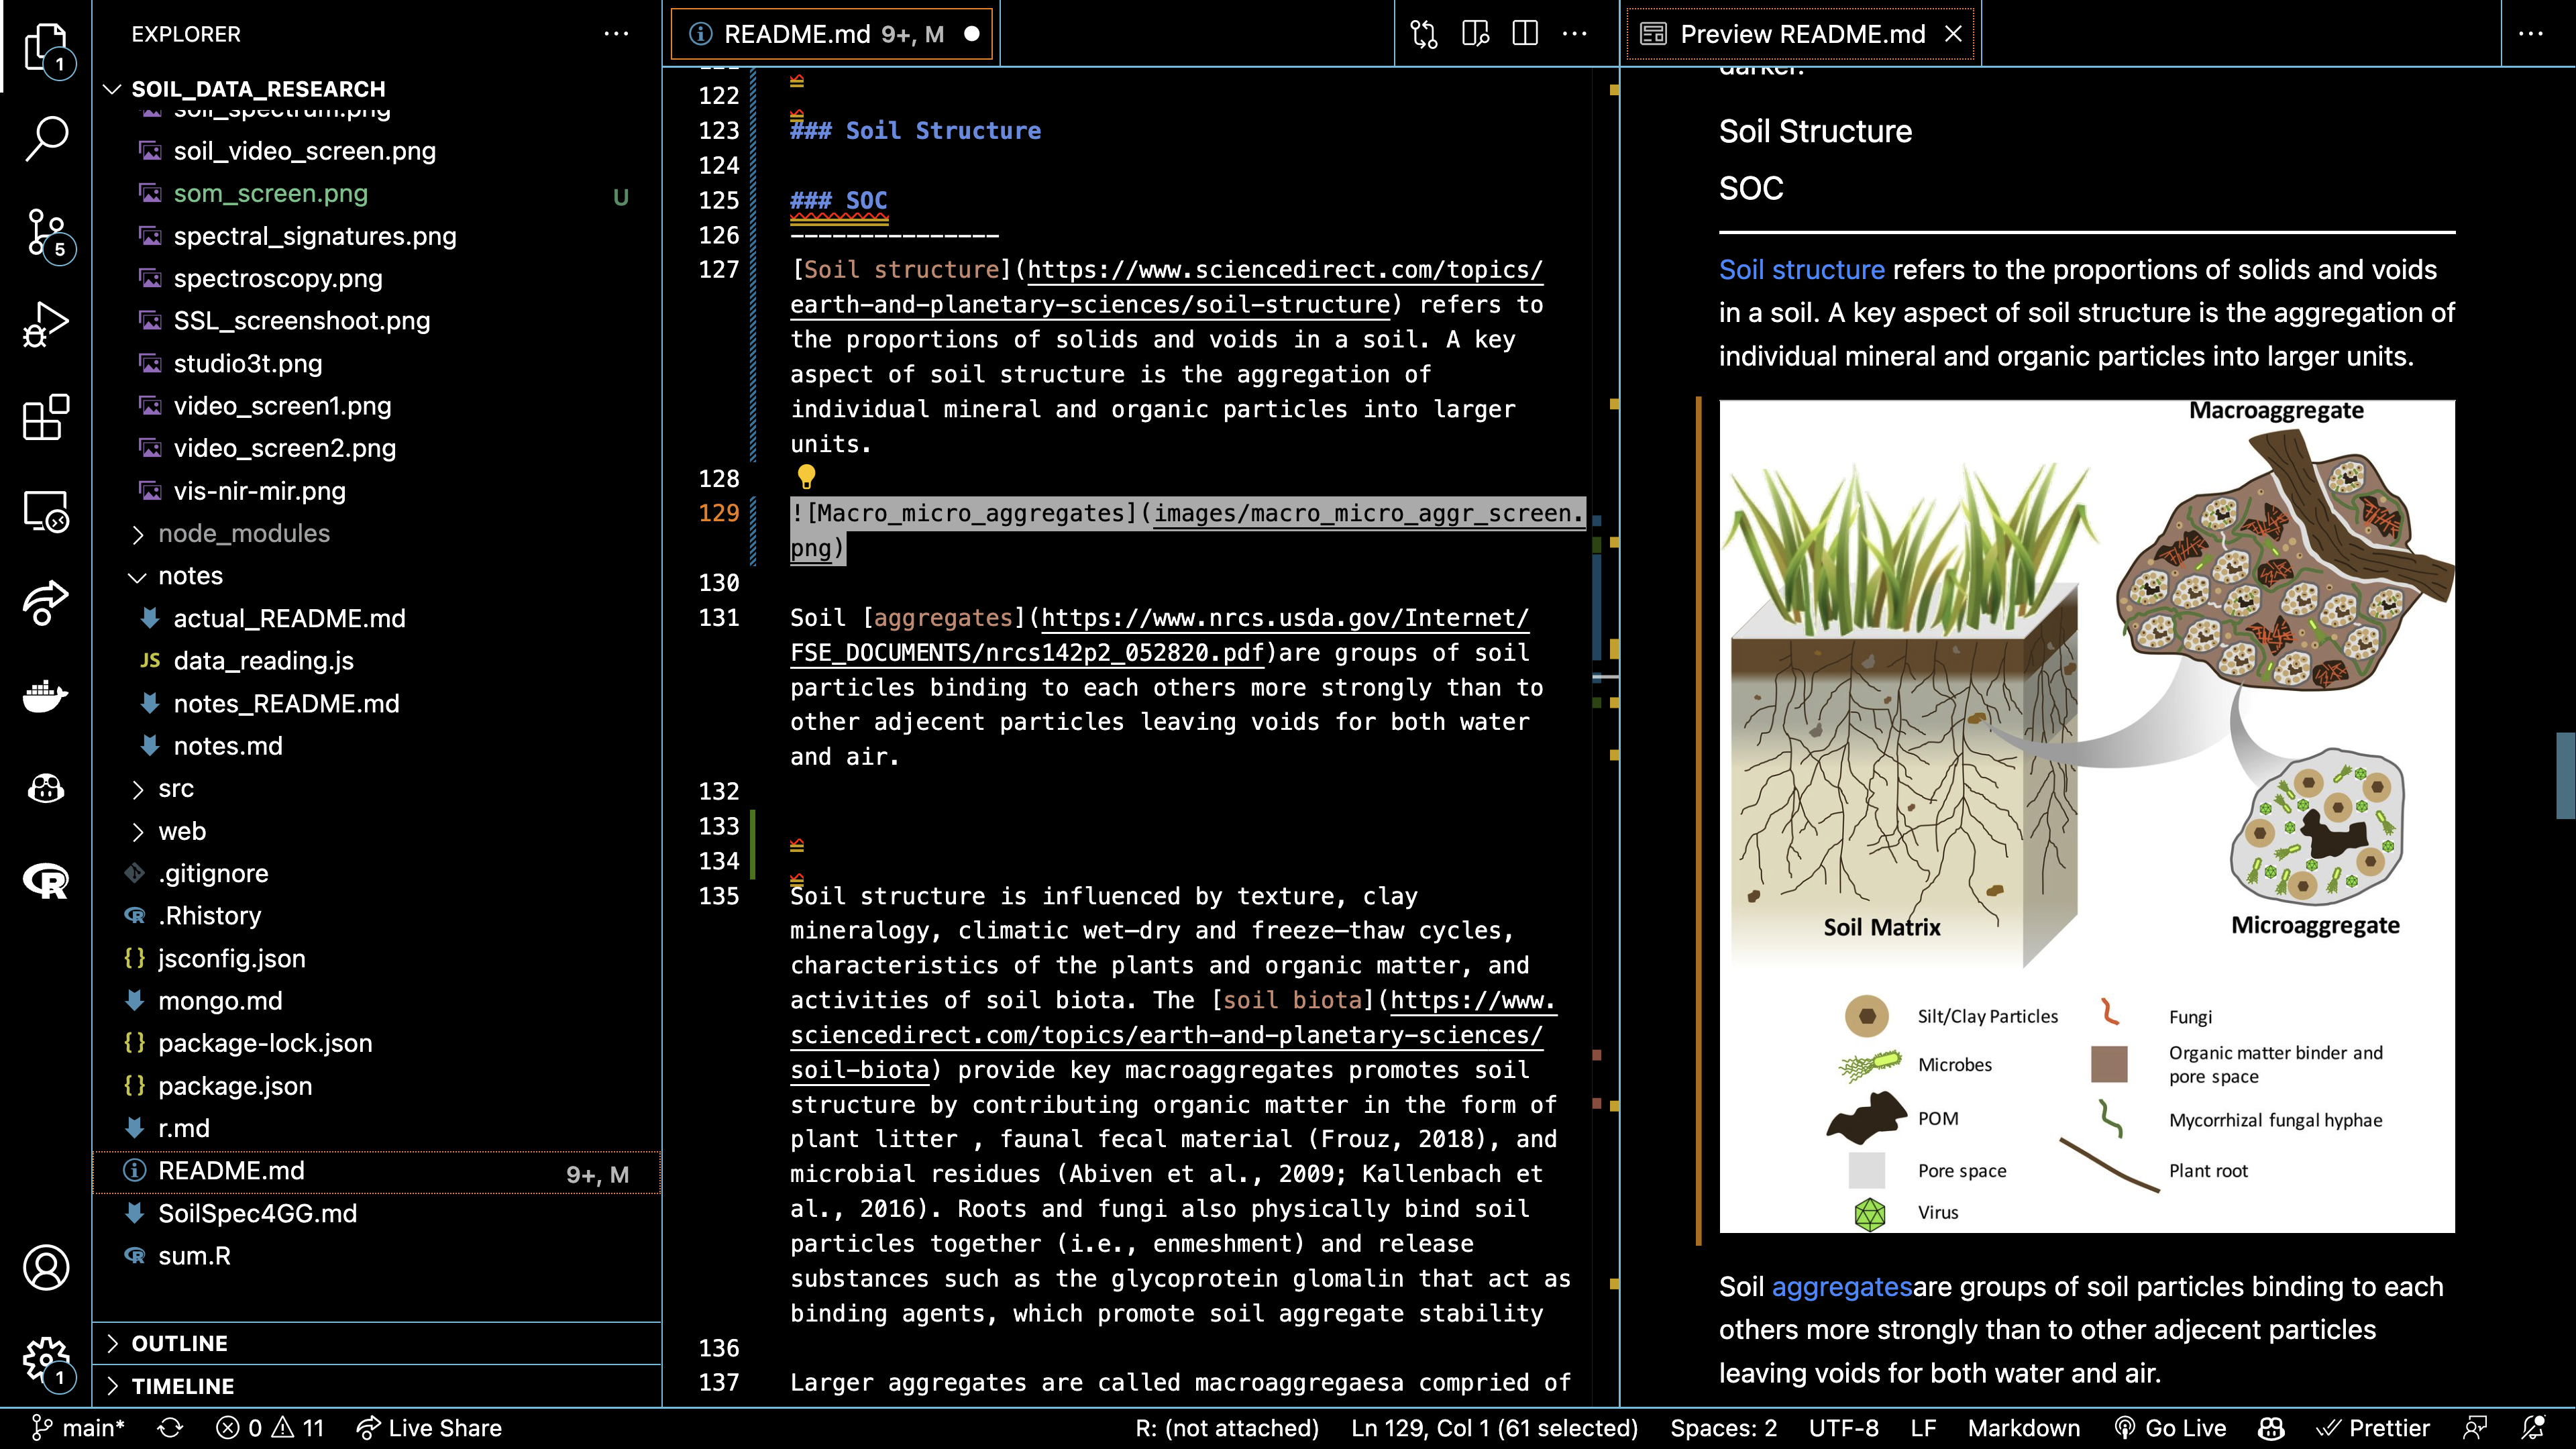 EXPLORER
SOIL_DATA_RESEARCH
soil_spectrum.png
soil_video_screen.png
som_screen.png U
spectral_signatures.png
spectroscopy.png
SSL_screenshoot.png
studio3t.png
video_screen1.png
video_screen2.png
vis-nir-mir.png
node_modules
notes
actual_README.md
JS data_reading.js
notes_README.md
notes.md
src
web
.gitignore
.Rhistory
{} jsconfig.json
mongo.md
{} package-lock.json
{} package.json
r.md
README.md 9+, M
SoilSpec4GG.md
sum.R
OUTLINE
TIMELINE
1
5
1
README.md 9+, M
122
123 ### Soil Structure
124
125 ### SOC
126 ---------------
127 [Soil structure](https://www.sciencedirect.com/topics/
earth-and-planetary-sciences/soil-structure) refers to
the proportions of solids and voids in a soil. A key
aspect of soil structure is the aggregation of
individual mineral and organic particles into larger
units.
128
129 ![Macro_micro_aggregates](images/macro_micro_aggr_screen.
png)
130
131 Soil [aggregates](https://www.nrcs.usda.gov/Internet/
FSE_DOCUMENTS/nrcs142p2_052820.pdf)are groups of soil
particles binding to each others more strongly than to
other adjecent particles leaving voids for both water
and air.
132
133
134
135 Soil structure is influenced by texture, clay
mineralogy, climatic wet–dry and freeze–thaw cycles,
characteristics of the plants and organic matter, and
activities of soil biota. The [soil biota](https://www.
sciencedirect.com/topics/earth-and-planetary-sciences/
soil-biota) provide key macroaggregates promotes soil
structure by contributing organic matter in the form of
plant litter , faunal fecal material (Frouz, 2018), and
microbial residues (Abiven et al., 2009; Kallenbach et
al., 2016). Roots and fungi also physically bind soil
particles together (i.e., enmeshment) and release
substances such as the glycoprotein glomalin that act as
binding agents, which promote soil aggregate stability
136
137 Larger aggregates are called macroaggregaesa compried of
Preview README.md
darker.
Soil Structure
SOC
Soil structure refers to the proportions of solids and voids
in a soil. A key aspect of soil structure is the aggregation of
individual mineral and organic particles into larger units.
Macroaggregate
Soil Matrix
Microaggregate
Silt/Clay Particles
Fungi
Microbes
Organic matter binder and
pore space
POM
Mycorrhizal fungal hyphae
Pore space
Plant root
Virus
Soil aggregatesare groups of soil particles binding to each
others more strongly than to other adjecent particles
leaving voids for both water and air.
main* 0 11 Live Share R: (not attached) Ln 129, Col 1 (61 selected) Spaces: 2 UTF-8 LF Markdown Go Live Prettier